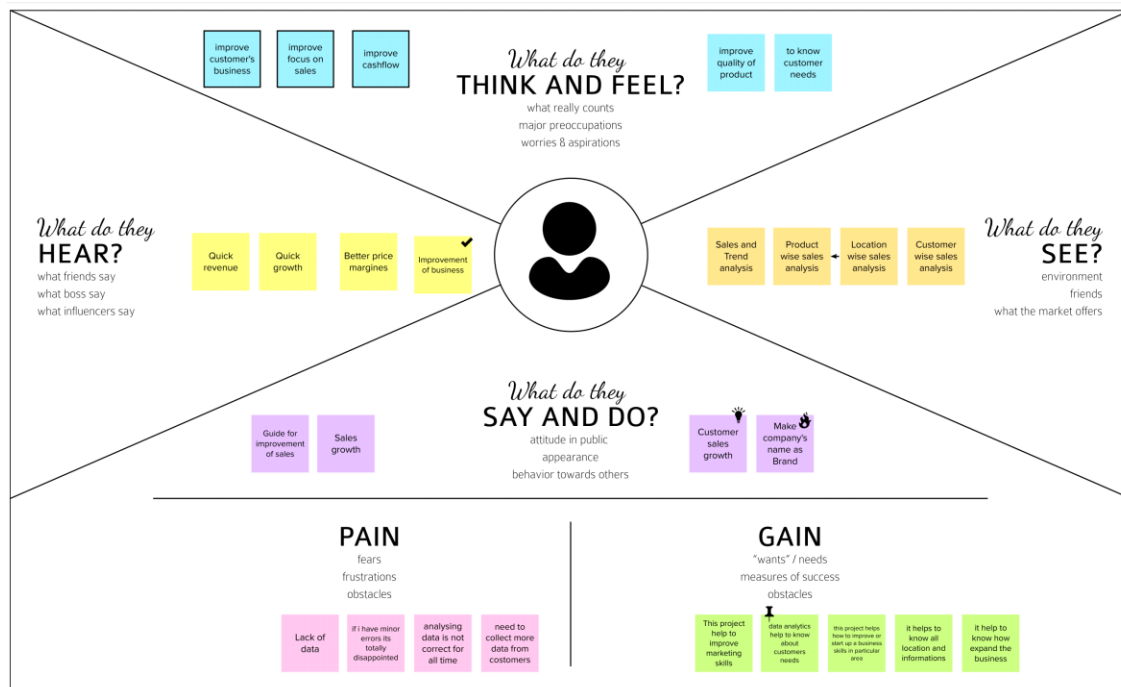 improve
customer's
business
improve
focus on
sales
improve
cashflow
What do they
THINK AND FEEL?
what really counts
major preoccupations
worries & aspirations
improve
quality of
product
to know
customer
needs
What do they
HEAR?
what friends say
what boss say
what influencers say
Quick
revenue
Quick
growth
Better price
margines
Improvement
of business
Sales and
Trend
analysis
Product
wise sales
analysis
Location
wise sales
analysis
Customer
wise sales
analysis
What do they
SEE?
environment
friends
what the market offers
What do they
SAY AND DO?
attitude in public
appearance
behavior towards others
Guide for
improvement
of sales
Sales
growth
Customer
sales
growth
Make
company's
name as
Brand
PAIN
fears
frustrations
obstacles
Lack of
data
if i have minor
errors its
totally
disappointed
analysing
data is not
correct for
all time
need to
collect more
data from
costomers
GAIN
"wants" / needs
measures of success
obstacles
This project
help to
improve
marketing
skills
data analytics
help to know
about
customers
needs
this project helps
how to improve or
start up a business
skills in particular
area
it helps to
know all
location and
informations
it help to
know how
expand the
business